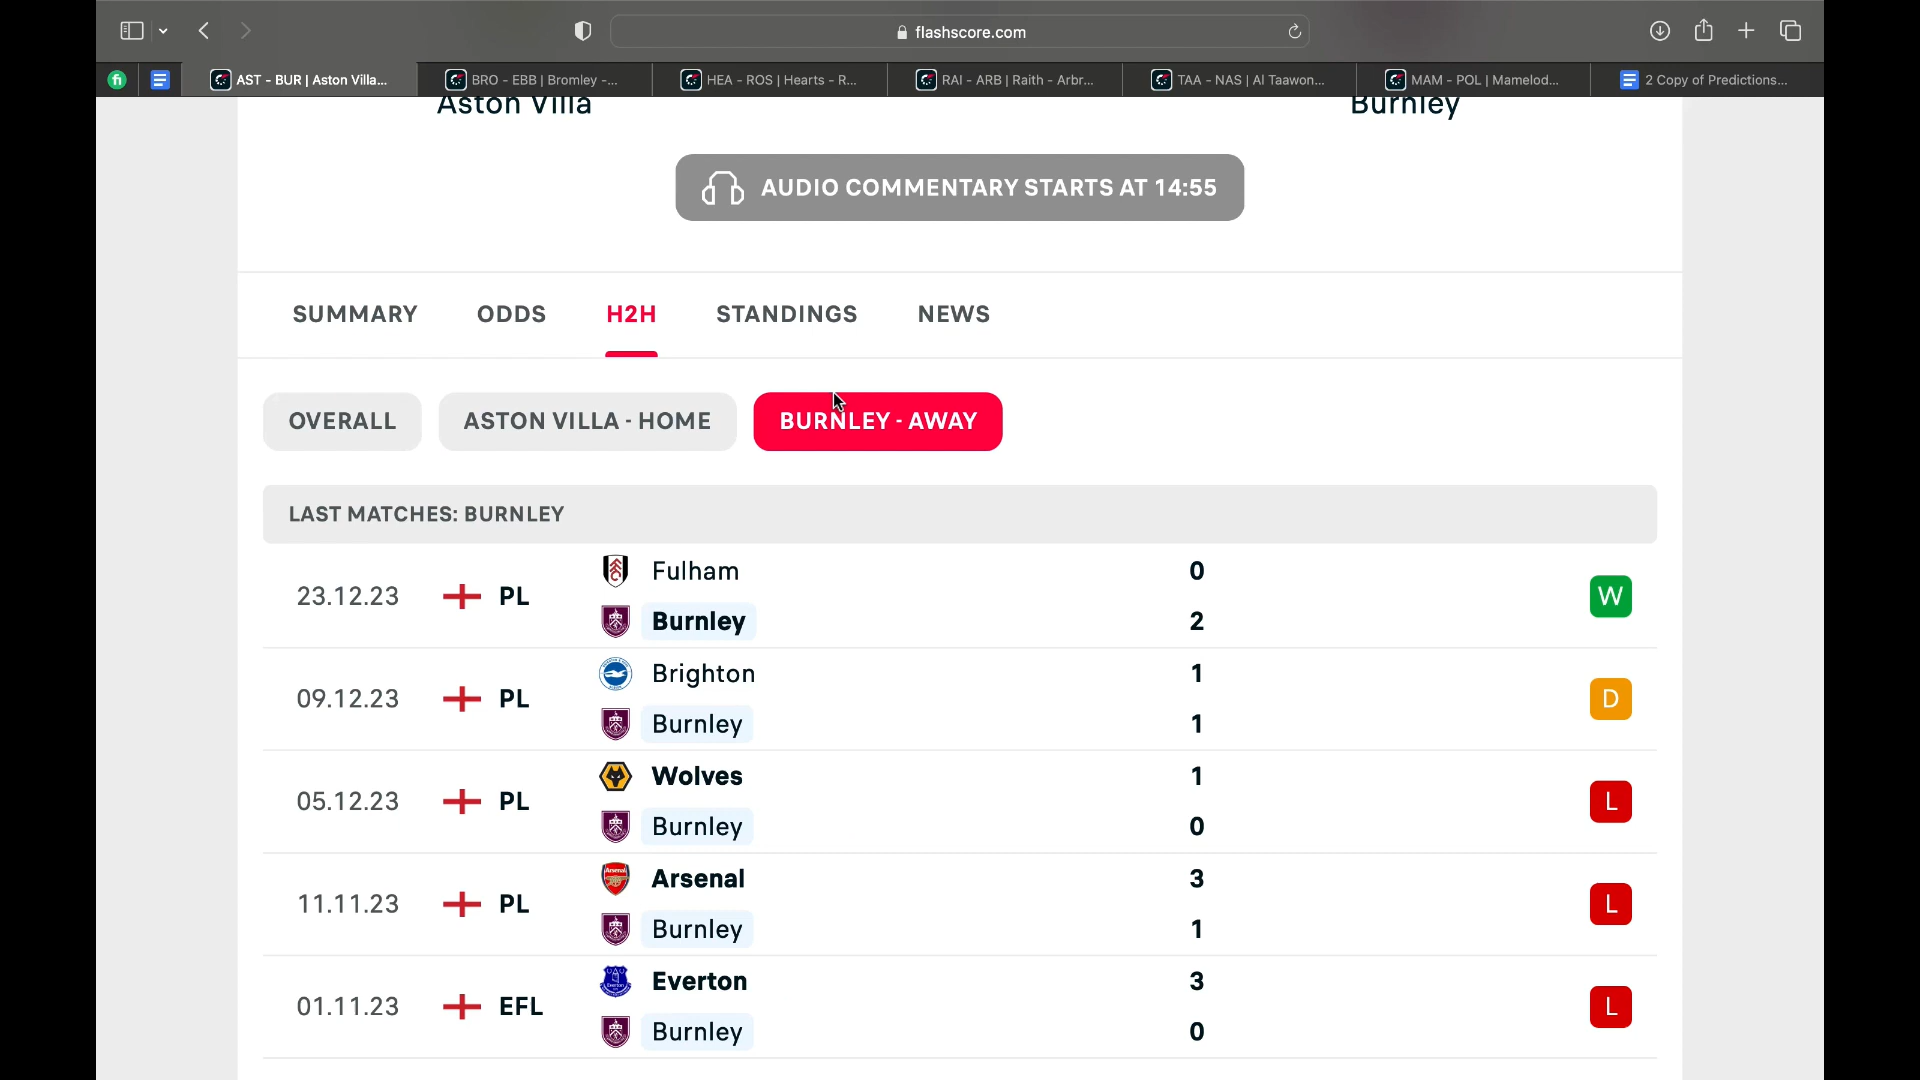 flashscore.com
AST - BUR | Aston Villa...
BRO - EBB | Bromley -...
HEA - ROS | Hearts - R...
RAI - ARB | Raith - Arbr...
TAA - NAS | Al Taawon...
MAM - POL | Mamelod...
2 Copy of Predictions...
Aston Villa
Burnley
AUDIO COMMENTARY STARTS AT 14:55
SUMMARY
ODDS
H2H
STANDINGS
NEWS
OVERALL
ASTON VILLA - HOME
BURNLEY - AWAY
LAST MATCHES: BURNLEY
23.12.23 PL Fulham 0 W
Burnley 2
09.12.23 PL Brighton 1 D
Burnley 1
05.12.23 PL Wolves 1 L
Burnley 0
11.11.23 PL Arsenal 3 L
Burnley 1
01.11.23 EFL Everton 3 L
Burnley 0